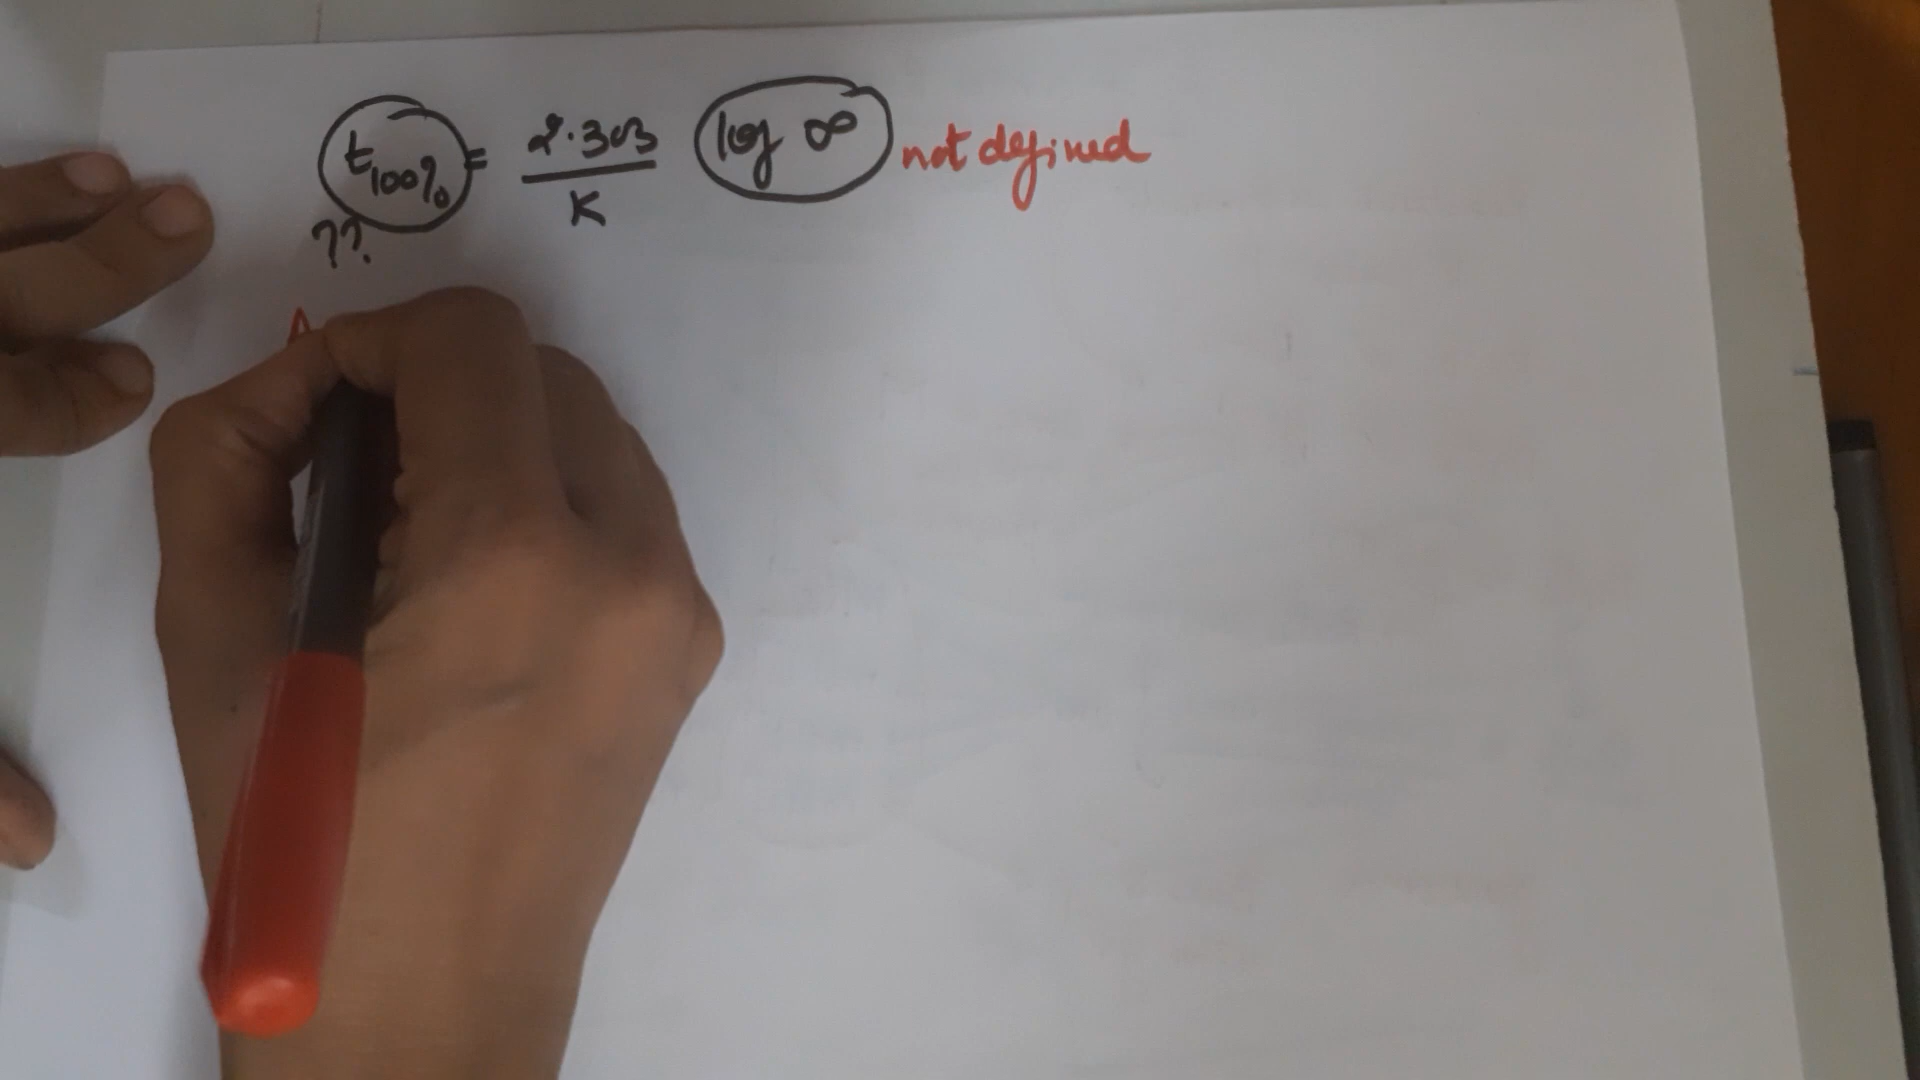 t100% = 2.303/K log ∞ not defined
??